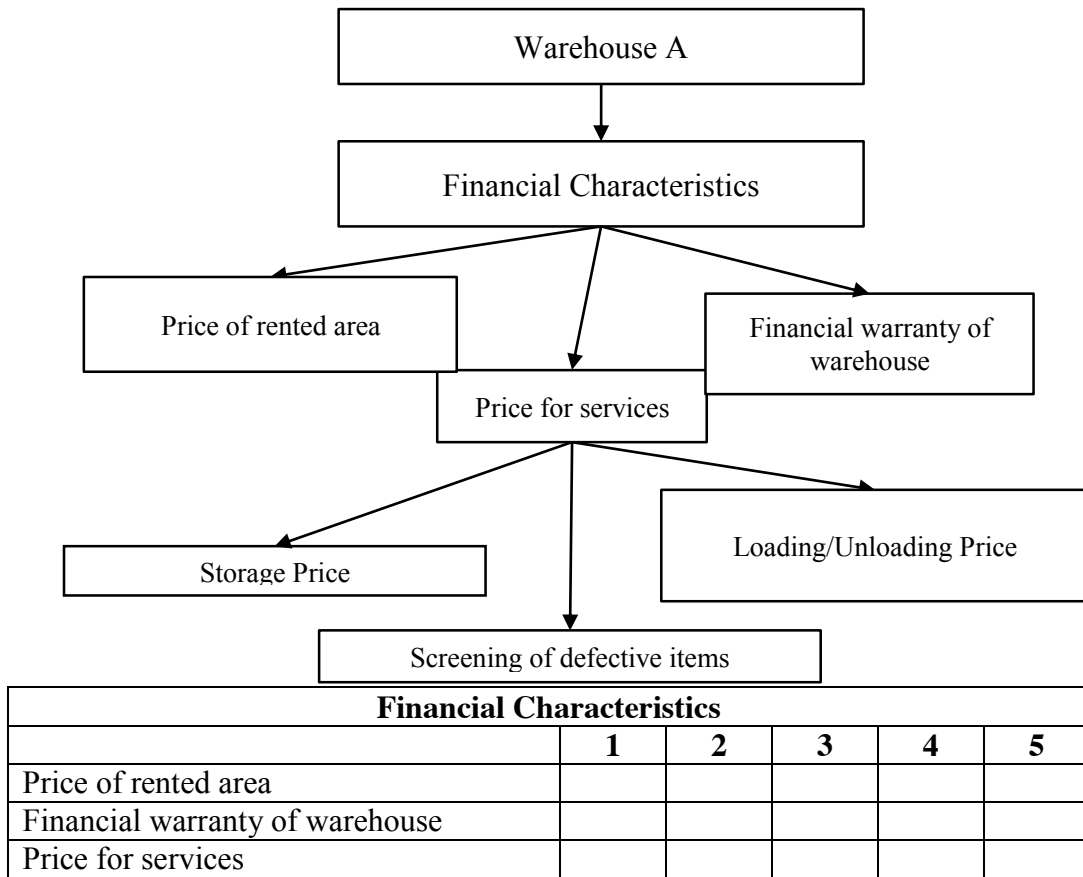 Warehouse A
Financial Characteristics
Price of rented area
Financial warranty of
warehouse
Price for services
Storage Price
Loading/Unloading Price
Screening of defective items
Financial Characteristics
1 2 3 4 5
Price of rented area
Financial warranty of warehouse
Price for services